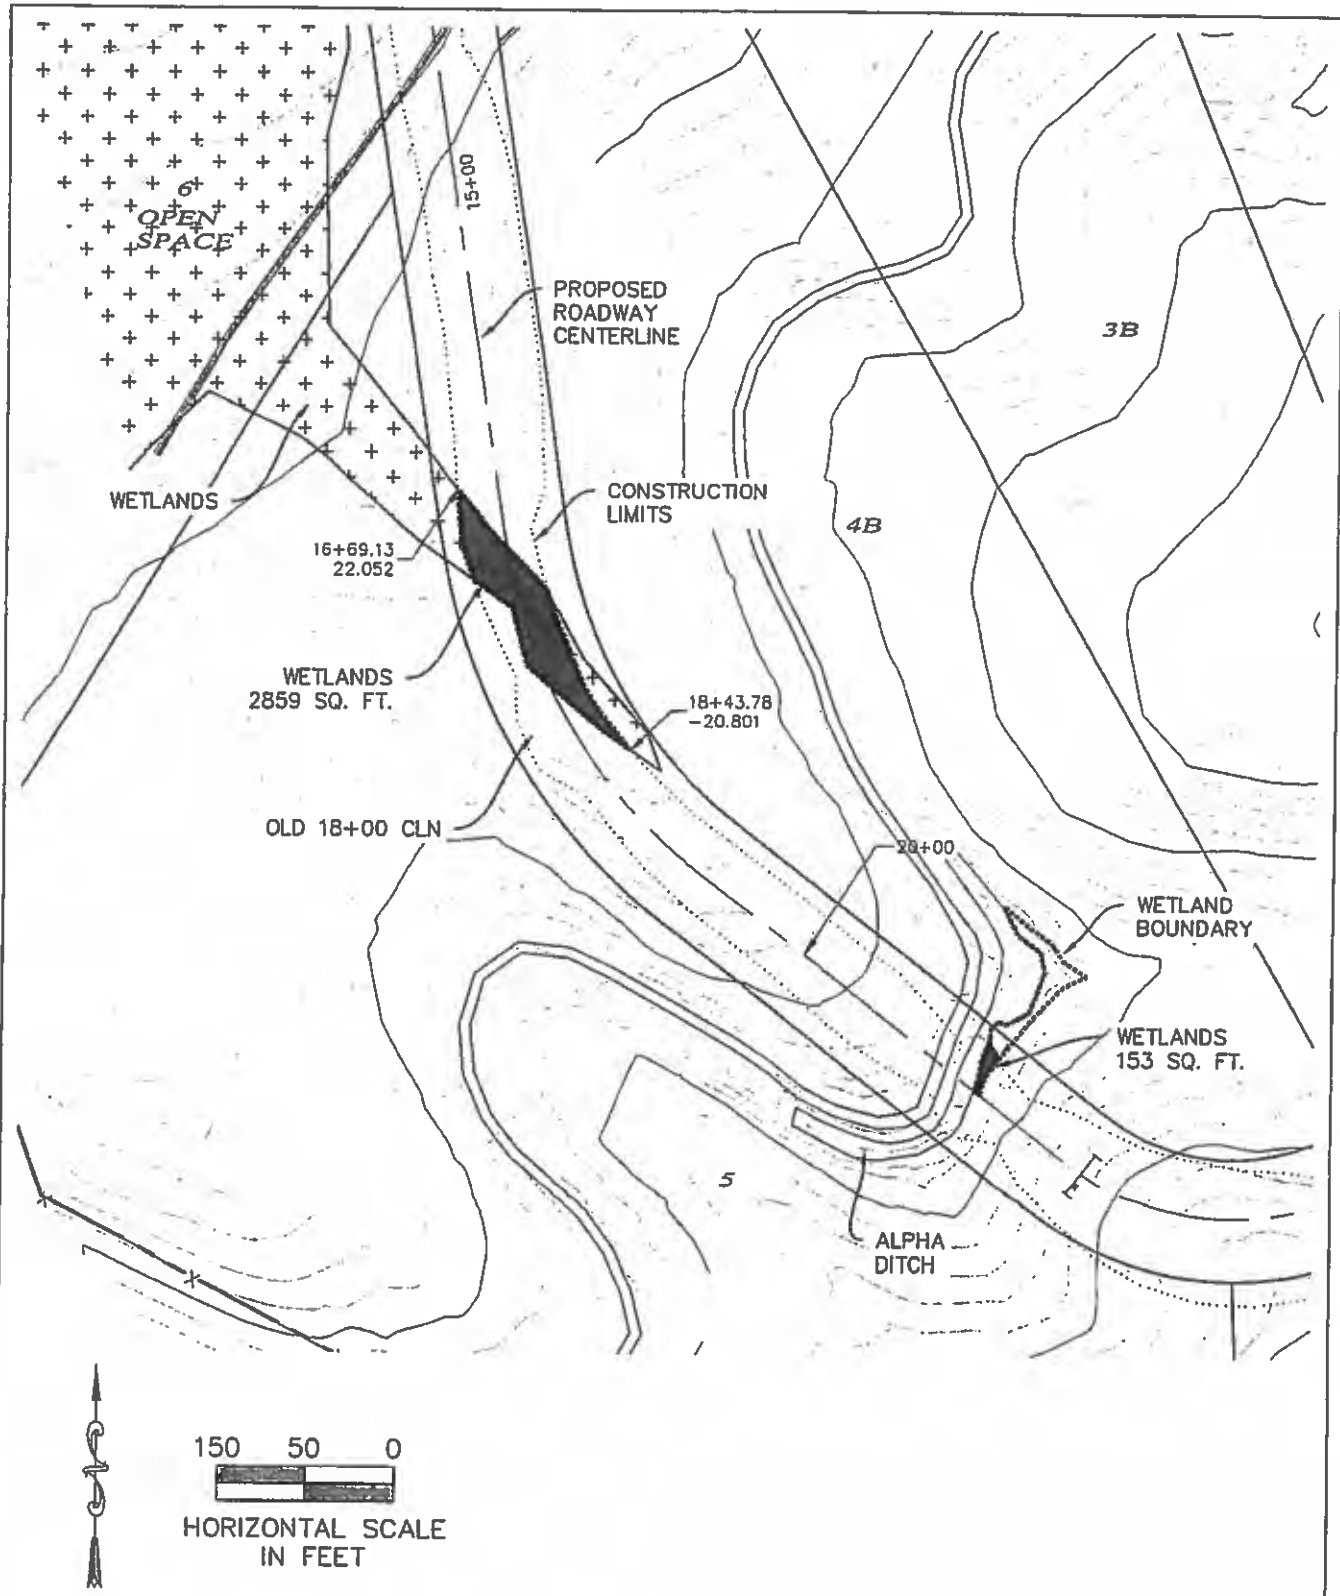 15+00
6
OPEN
SPACE
PROPOSED
ROADWAY
CENTERLINE
3B
WETLANDS
CONSTRUCTION
LIMITS
4B
16+69.13
22.052
WETLANDS
2859 SQ. FT.
18+43.78
-20.801
OLD 18+00 CLN
20+00
WETLAND
BOUNDARY
WETLANDS
153 SQ. FT.
5
F
ALPHA
DITCH
150 50 0
HORIZONTAL SCALE
IN FEET